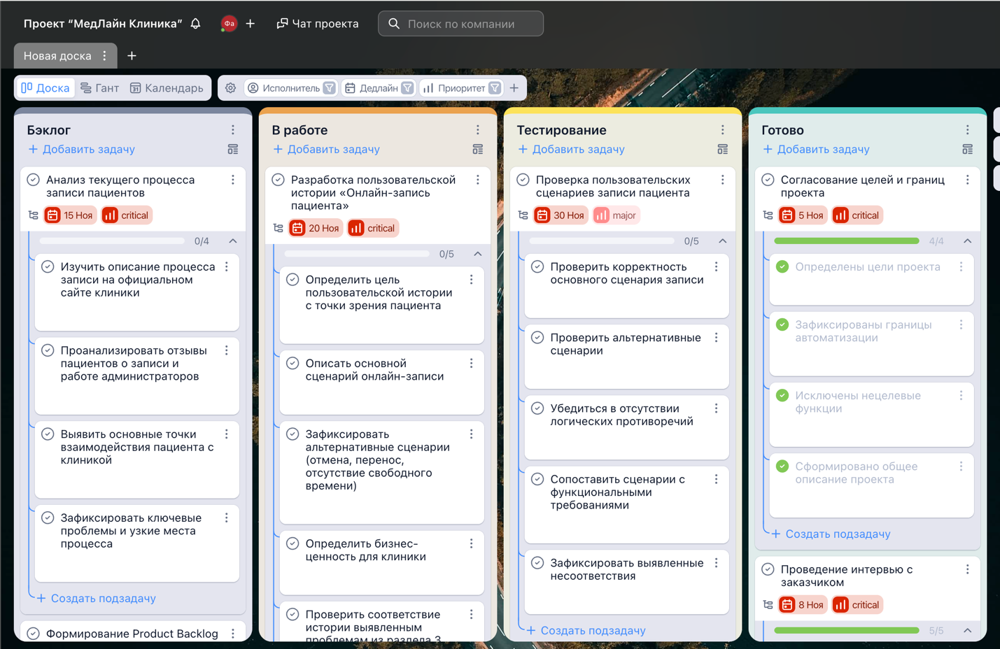 Проект “МедЛайн Клиника”
Фа
Чат проекта
Поиск по компании
Новая доска
Доска
Гант
31
Календарь
Исполнитель
Дедлайн
Приоритет
Бэклог
Добавить задачу
Анализ текущего процесса
записи пациентов
15 Ноя
critical
0/4
Изучить описание процесса
записи на официальном
сайте клиники
Проанализировать отзывы
пациентов о записи и
работе администраторов
Выявить основные точки
взаимодействия пациента с
клиникой
Зафиксировать ключевые
проблемы и узкие места
процесса
Создать подзадачу
Формирование Product Backlog
В работе
Добавить задачу
Разработка пользовательской
истории «Онлайн-запись
пациента»
20 Ноя
critical
0/5
Определить цель
пользовательской истории
с точки зрения пациента
Описать основной
сценарий онлайн-записи
Зафиксировать
альтернативные сценарии
(отмена, перенос,
отсутствие свободного
времени)
Определить бизнес-
ценность для клиники
Проверить соответствие
истории выявленным
проблемам из раздела 3
Тестирование
Добавить задачу
Проверка пользовательских
сценариев записи пациента
30 Ноя
major
0/5
Проверить корректность
основного сценария записи
Проверить альтернативные
сценарии
Убедиться в отсутствии
логических противоречий
Сопоставить сценарии с
функциональными
требованиями
Зафиксировать выявленные
несоответствия
Создать подзадачу
Готово
Добавить задачу
Согласование целей и границ
проекта
5 Ноя
critical
4/4
Определены цели проекта
Зафиксированы границы
автоматизации
Исключены нецелевые
функции
Сформировано общее
описание проекта
Создать подзадачу
Проведение интервью с
заказчиком
8 Ноя
critical
5/5